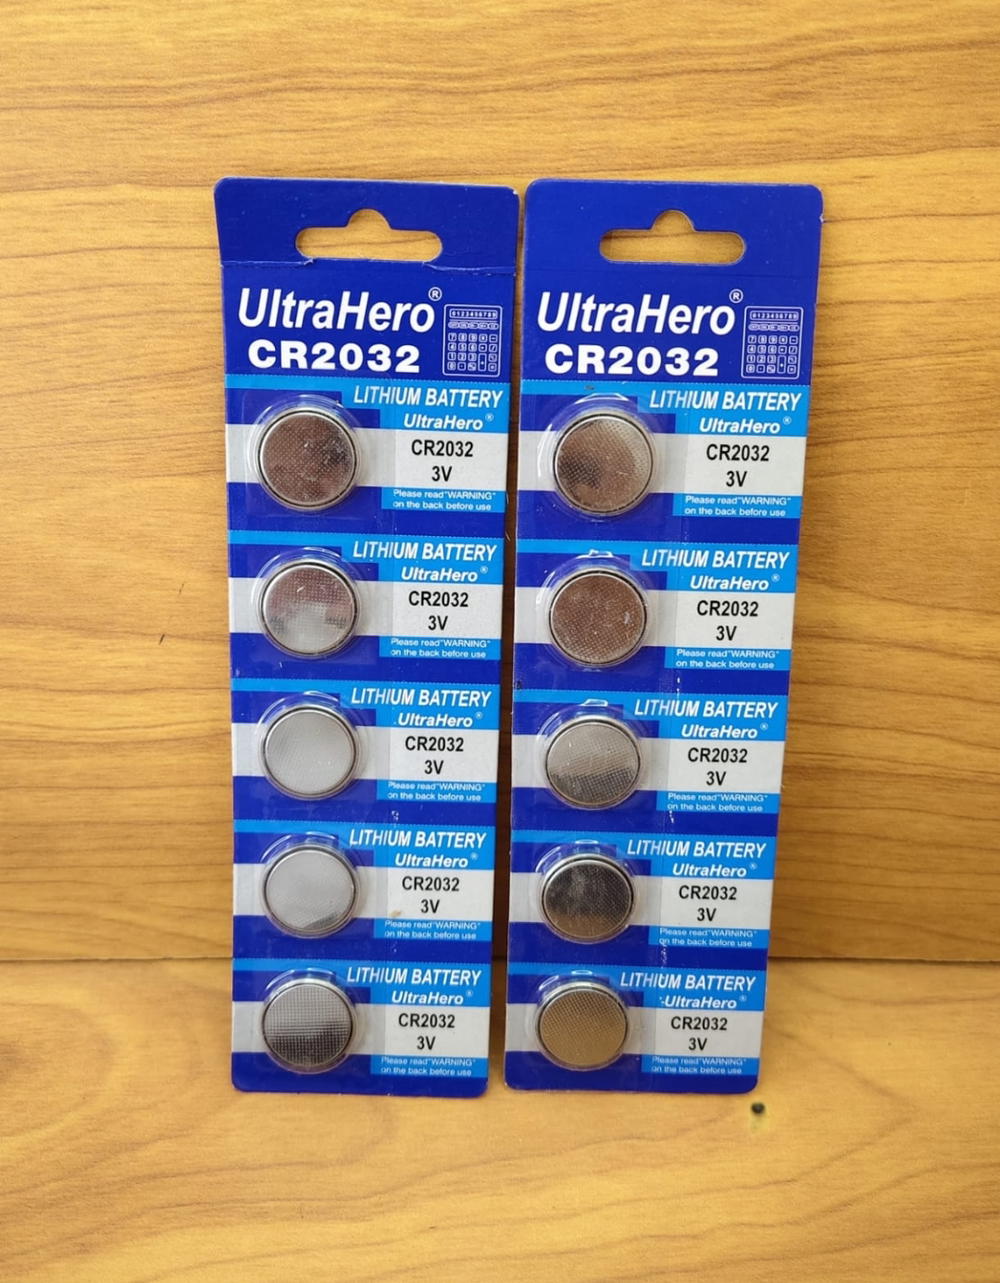 UltraHero®
CR2032
0123456789
LITHIUM BATTERY
UltraHero®
CR2032
3V
Please read"WARNING"
on the back before use
LITHIUM BATTERY
UltraHero®
CR2032
3V
Please read"WARNING"
on the back before use
LITHIUM BATTERY
UltraHero®
CR2032
3V
Please read"WARNING"
on the back before use
LITHIUM BATTERY
UltraHero®
CR2032
3V
Please read"WARNING"
on the back before use
LITHIUM BATTERY
UltraHero®
CR2032
3V
Please read"WARNING"
on the back before use
UltraHero®
CR2032
0123456789
LITHIUM BATTERY
UltraHero®
CR2032
3V
Please read"WARNING"
on the back before use
LITHIUM BATTERY
UltraHero®
CR2032
3V
Please read"WARNING"
on the back before use
LITHIUM BATTERY
UltraHero®
CR2032
3V
Please read"WARNING"
on the back before use
LITHIUM BATTERY
UltraHero®
CR2032
3V
Please read"WARNING"
on the back before use
LITHIUM BATTERY
UltraHero®
CR2032
3V
Please read"WARNING"
on the back before use